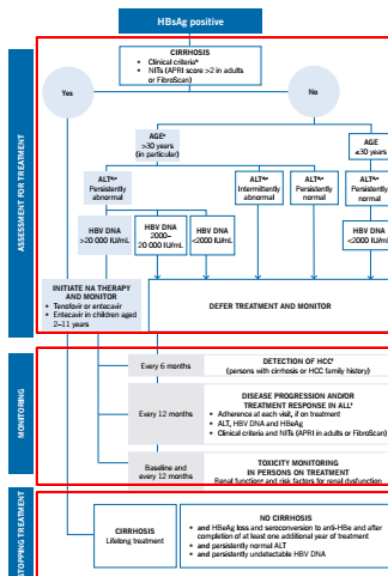 HBsAg positive
ASSESSMENT FOR TREATMENT
CIRRHOSIS
• Clinical criteriaᵇ
• NITs (APRI score >2 in adults
or FibroScan)
Yes
No
AGEᵉ
>30 years
(in particular)
AGE
≤30 years
ALT
Persistently
abnormal
ALT
Intermittently
abnormal
ALT
Persistently
normal
ALT
Persistently
normal
HBV DNA
>20 000 IU/mL
HBV DNA
2000–
20 000 IU/mL
HBV DNA
<2000 IU/mL
HBV DNA
<2000 IU/mL
INITIATE NA THERAPY
AND MONITOR
• Tenofovir or entecavir
• Entecavir in children aged
2–11 years
DEFER TREATMENT AND MONITOR
MONITORING
Every 6 months
DETECTION OF HCC
(persons with cirrhosis or HCC family history)
Every 12 months
DISEASE PROGRESSION AND/OR
TREATMENT RESPONSE IN ALL
• Adherence at each visit, if on treatment
• ALT, HBV DNA and HBeAg
• Clinical criteria and NITs (APRI in adults or FibroScan)
Baseline and
every 12 months
TOXICITY MONITORING
IN PERSONS ON TREATMENT
Renal function and risk factors for renal dysfunction
STOPPING TREATMENT
CIRRHOSIS
Lifelong treatment
NO CIRRHOSIS
• and HBeAg loss and seroconversion to anti-HBe and after
completion of at least one additional year of treatment
• and persistently normal ALT
• and persistently undetectable HBV DNA